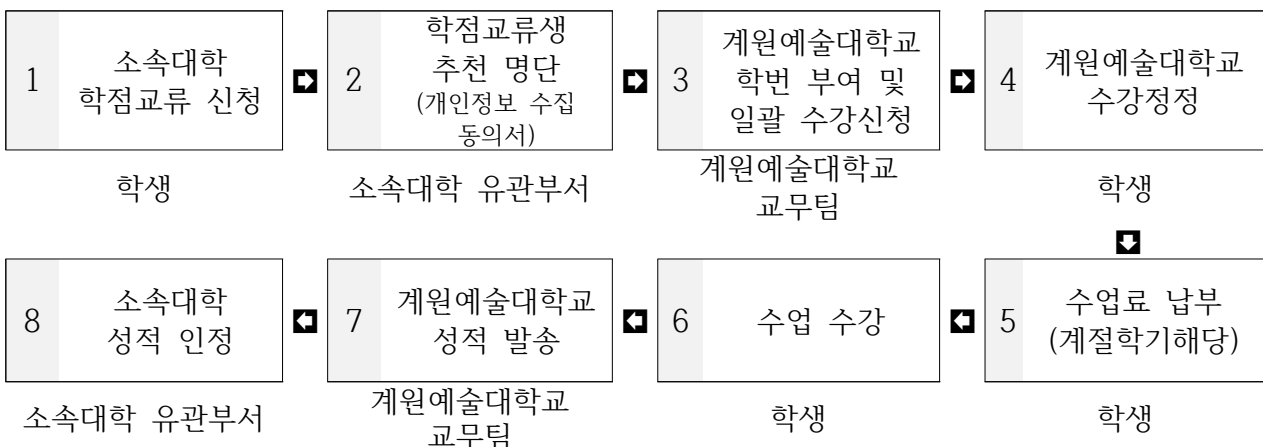 1
소속대학
학점교류 신청
2
학점교류생
추천 명단
(개인정보 수집
동의서)
3
계원예술대학교
학번 부여 및
일괄 수강신청
4
계원예술대학교
수강정정
학생
소속대학 유관부서
계원예술대학교
교무팀
학생
8
소속대학
성적 인정
7
계원예술대학교
성적 발송
6
수업 수강
5
수업료 납부
(계절학기해당)
소속대학 유관부서
계원예술대학교
교무팀
학생
학생